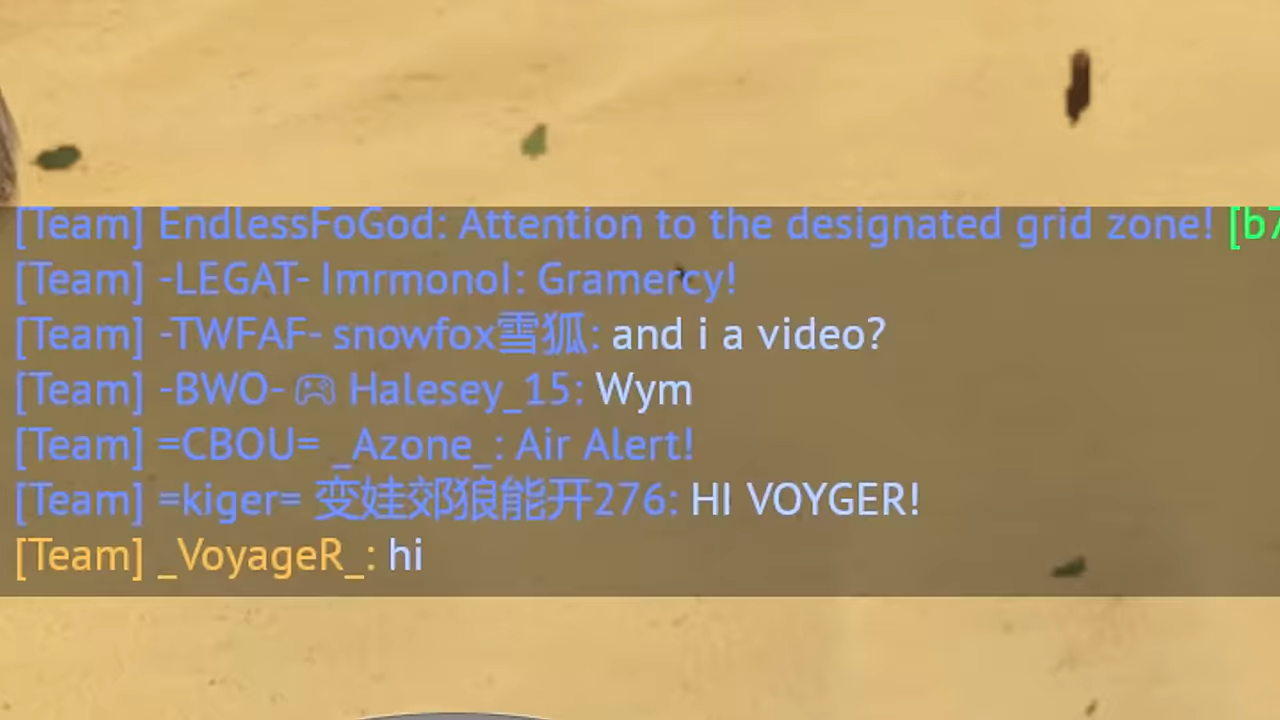 [Team] EndlessFoGod: Attention to the designated grid zone! [b7
[Team] -LEGAT- Imrmonol: Gramercy!
[Team] -TWFAF- snowfox雪狐: and i a video?
[Team] -BWO- 🎮 Halesey_15: Wym
[Team] =CBOU= _Azone_: Air Alert!
[Team] =kiger= 变娃郊狼能开276: HI VOYGER!
[Team] _VoyageR_: hi